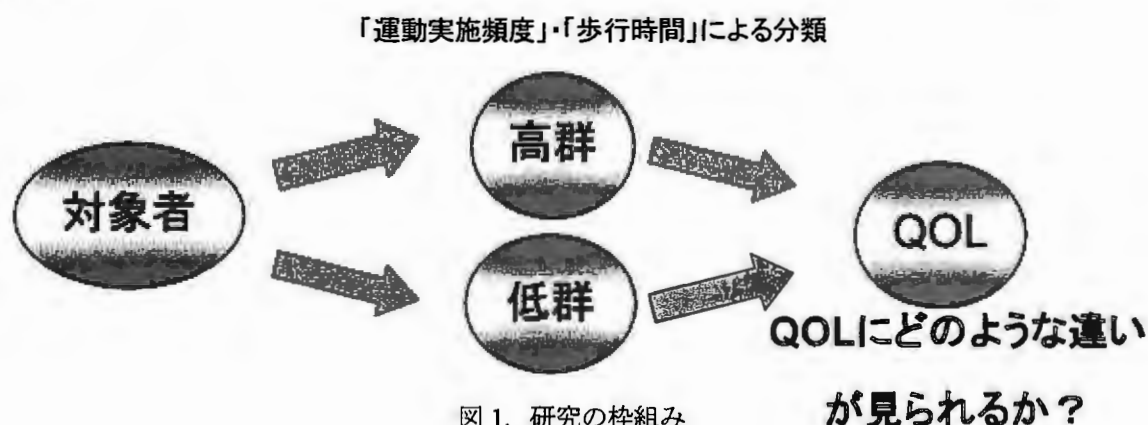 「運動実施頻度」・「歩行時間」による分類
高群
対象者
QOL
低群
QOLにどのような違い
が見られるか？
図1. 研究の枠組み